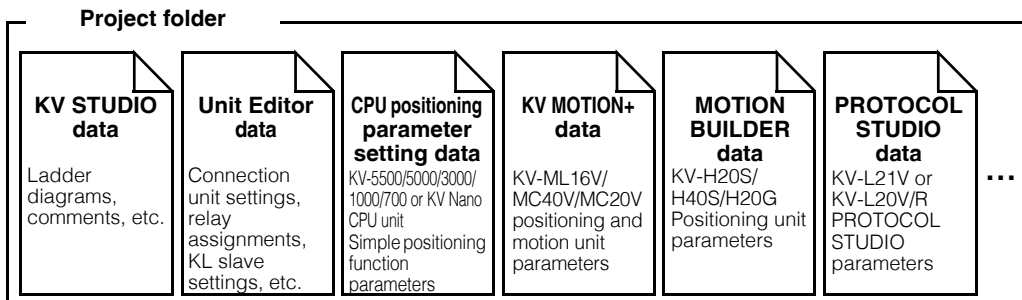 Project folder
KV STUDIO
data
Ladder
diagrams,
comments, etc.
Unit Editor
data
Connection
unit settings,
relay
assignments,
KL slave
settings, etc.
CPU positioning
parameter
setting data
KV-5500/5000/3000/
1000/700 or KV Nano
CPU unit
Simple positioning
function
parameters
KV MOTION+
data
KV-ML16V/
MC40V/MC20V
positioning and
motion unit
parameters
MOTION
BUILDER
data
KV-H20S/
H40S/H20G
Positioning unit
parameters
PROTOCOL
STUDIO
data
KV-L21V or
KV-L20V/R
PROTOCOL
STUDIO
parameters
...